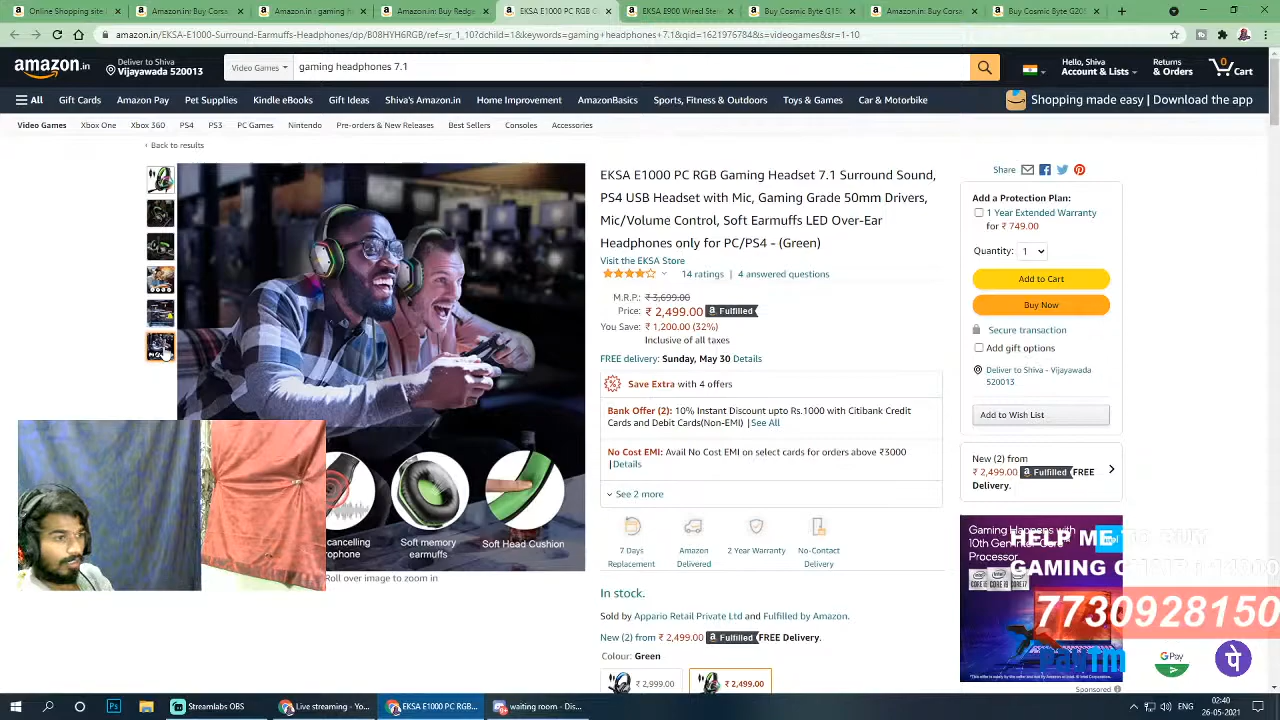 Online Shopping site
amazon.in
Amazon.in Buy Redg
EKSA E1000 PC RGB G
EKSA E900 Wired Ster
Buy Cosmic Byte G15
Amazon.in: Buy Corsa
Buy Cosmic Byte G20
amazon.in/EKSA-E1000-Surround-Earmuffs-Headphones/dp/B08HYH6RGB/ref=sr_1_10?dchild=1&keywords=gaming+headphones+7.1&qid=1621976784&s=videogames&sr=1-10
amazon.in
Deliver to Shiva
Vijayawada 520013
Video Games
gaming headphones 7.1
Hello, Shiva
Account & Lists
Returns
& Orders
0
Cart
All
Gift Cards
Amazon Pay
Pet Supplies
Kindle eBooks
Gift Ideas
Shiva's Amazon.in
Home Improvement
AmazonBasics
Sports, Fitness & Outdoors
Toys & Games
Car & Motorbike
Shopping made easy | Download the app
Video Games
Xbox One
Xbox 360
PS4
PS3
PC Games
Nintendo
Pre-orders & New Releases
Best Sellers
Consoles
Accessories
‹ Back to results
EKSA E1000 PC RGB Gaming Headset 7.1 Surround Sound,
PS4 USB Headset with Mic, Gaming Grade 50mm Drivers,
Mic/Volume Control, Soft Earmuffs LED Over-Ear
Headphones only for PC/PS4 - (Green)
Visit the EKSA Store
14 ratings | 4 answered questions
M.R.P.: ₹ 3,699.00
Price: ₹ 2,499.00 Fulfilled
You Save: ₹ 1,200.00 (32%)
Inclusive of all taxes
FREE delivery: Sunday, May 30 Details
Save Extra with 4 offers
Bank Offer (2): 10% Instant Discount upto Rs.1000 with Citibank Credit
Cards and Debit Cards(Non-EMI) | See All
No Cost EMI: Avail No Cost EMI on select cards for orders above ₹3000
| Details
See 2 more
7 Days
Replacement
Amazon
Delivered
2 Year Warranty
No-Contact
Delivery
In stock.
Sold by Appario Retail Private Ltd and Fulfilled by Amazon.
New (2) from ₹ 2,499.00 Fulfilled FREE Delivery.
Colour: Green
₹ 2,999.00
₹ 2,499.00
Soft memory
earmuffs
Soft Head Cushion
Roll over image to zoom in
Share
Add a Protection Plan:
1 Year Extended Warranty
for ₹ 749.00
Quantity: 1
Add to Cart
Buy Now
Secure transaction
Add gift options
Deliver to Shiva - Vijayawada
520013
Add to Wish List
New (2) from
₹ 2,499.00 Fulfilled FREE
Delivery.
Gaming Happens with
10th Gen Intel® Core™
Processor
HELP ME TO BUY
GAMING
7730928150
paytm
G Pay
Sponsored
Streamlabs OBS
Live streaming - Yo...
EKSA E1000 PC RGB...
waiting room - Dis...
ENG
02:40
26-05-2021